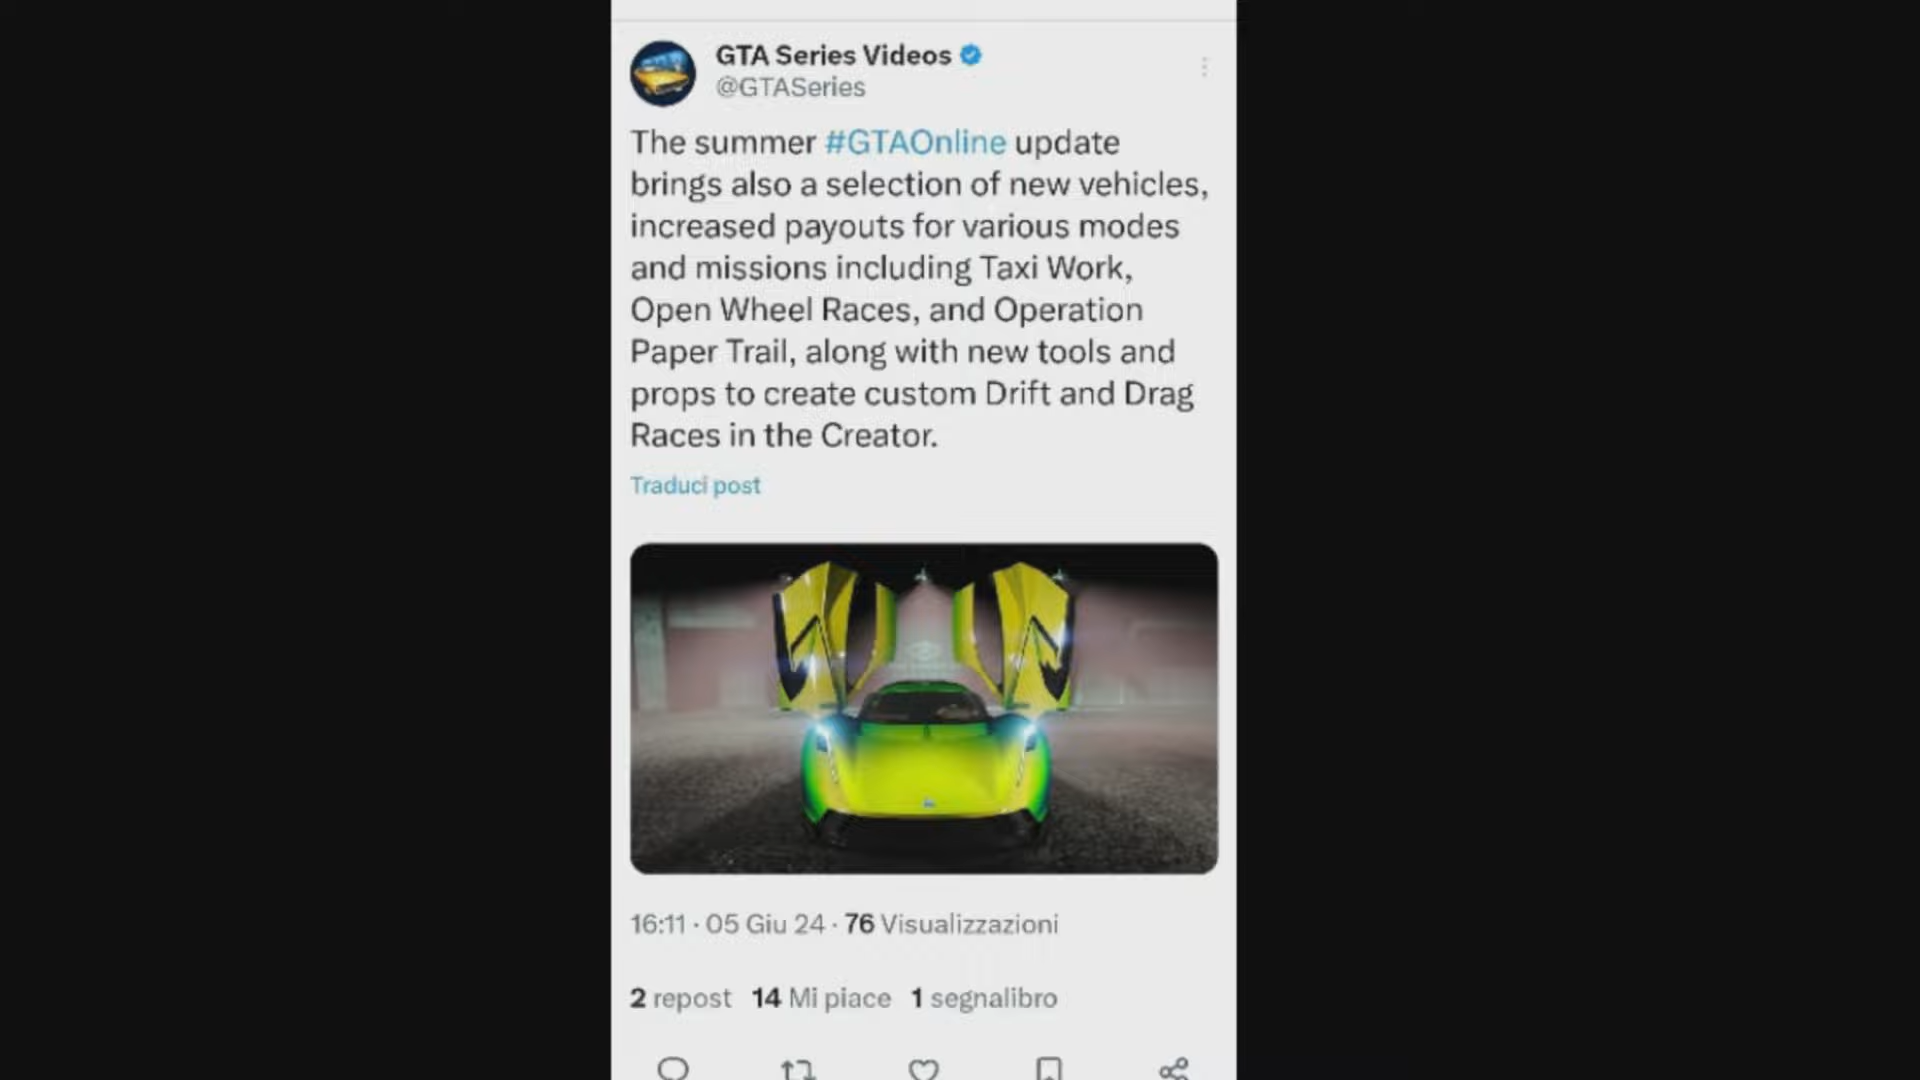 GTA Series Videos
@GTASeries
The summer #GTAOnline update
brings also a selection of new vehicles,
increased payouts for various modes
and missions including Taxi Work,
Open Wheel Races, and Operation
Paper Trail, along with new tools and
props to create custom Drift and Drag
Races in the Creator.
Traduci post
16:11 · 05 Giu 24 · 76 Visualizzazioni
2 repost 14 Mi piace 1 segnalibro